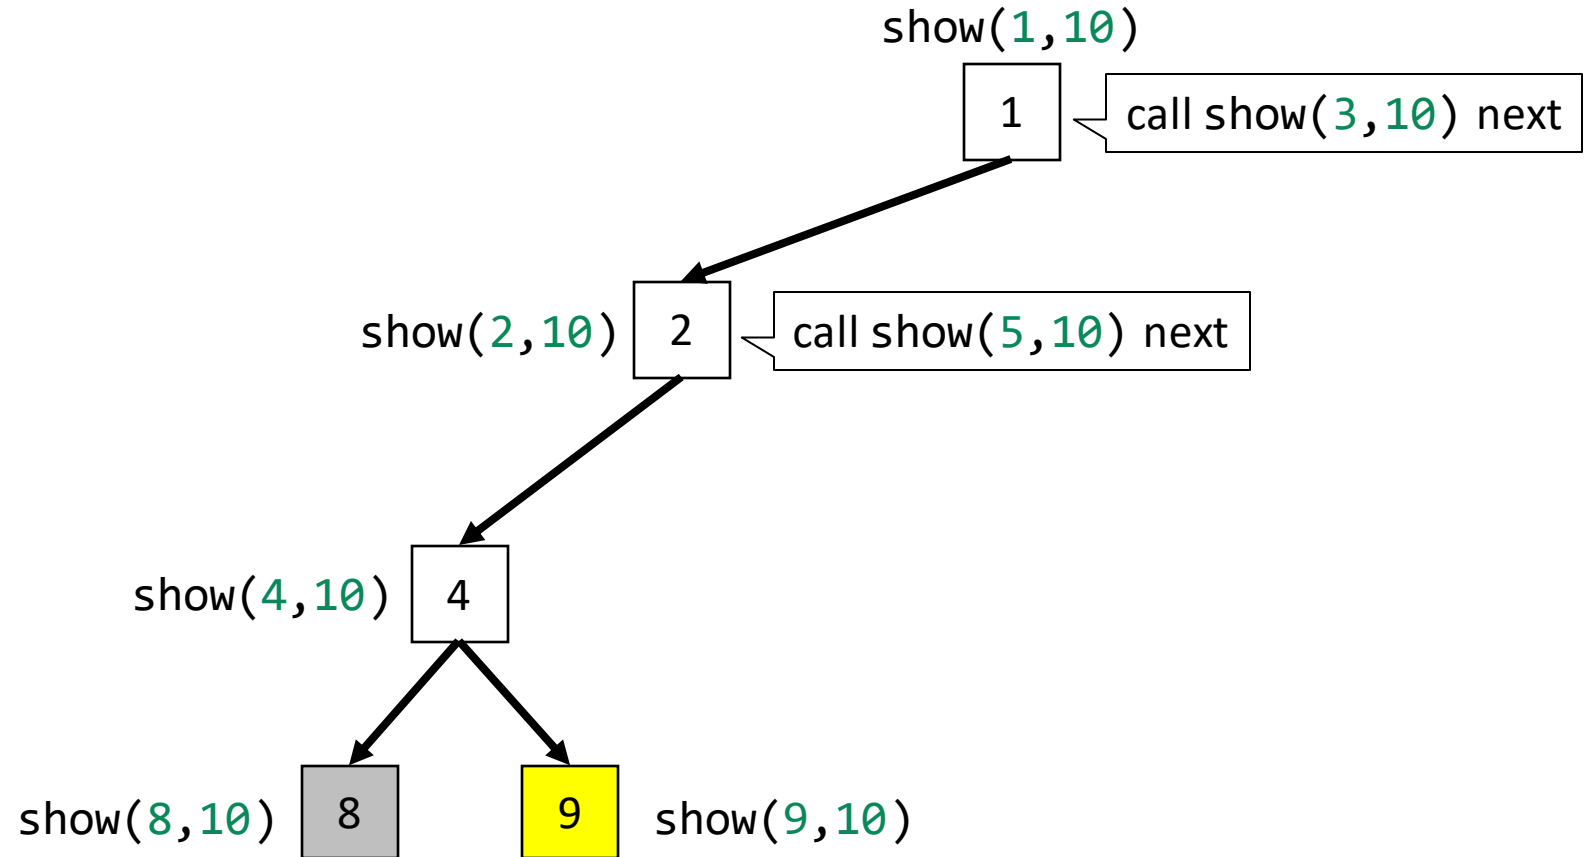 show(1,10)
1
call show(3,10) next
show(2,10)
2
call show(5,10) next
show(4,10)
4
show(8,10)
8
9
show(9,10)